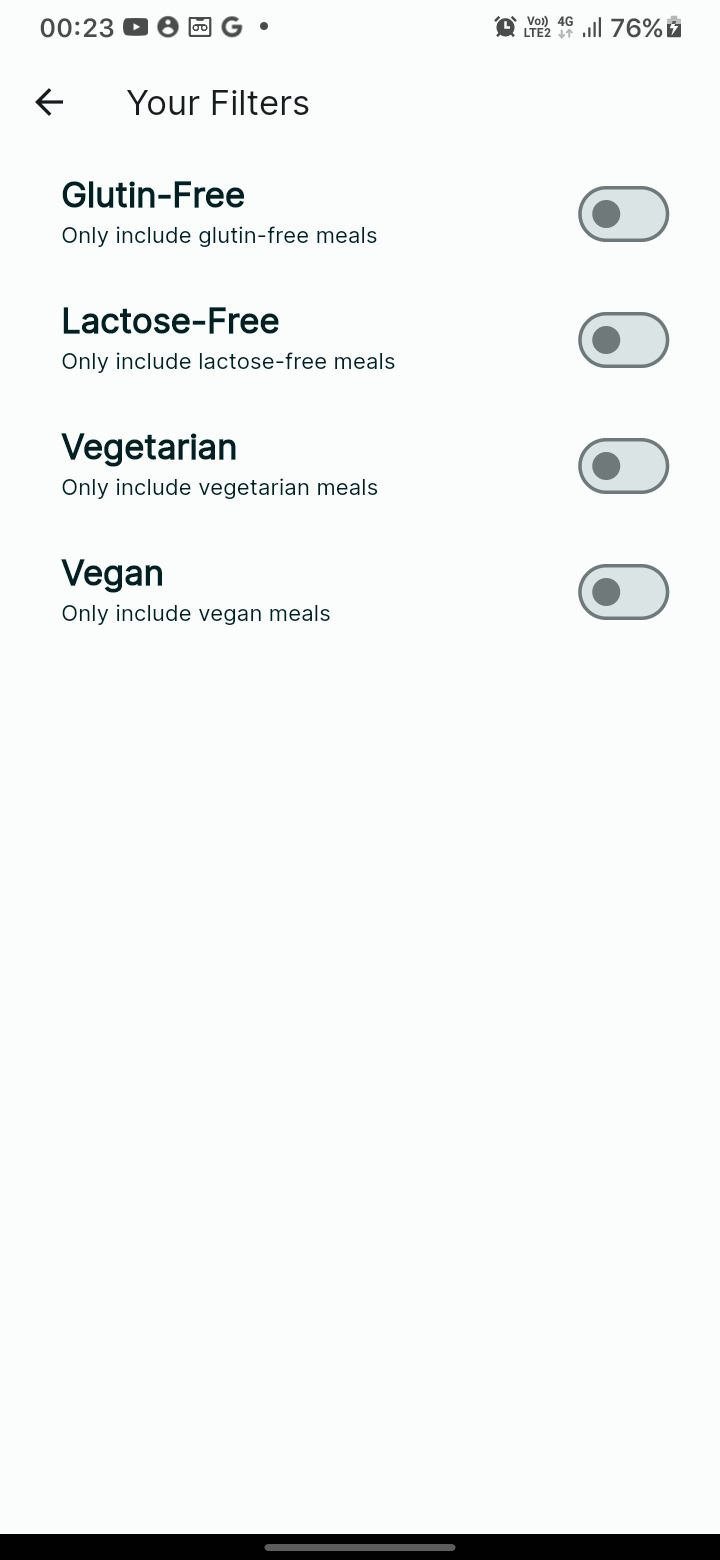 00:23 G Vo)) LTE2 4G 76%
Your Filters
Glutin-Free
Only include glutin-free meals
Lactose-Free
Only include lactose-free meals
Vegetarian
Only include vegetarian meals
Vegan
Only include vegan meals